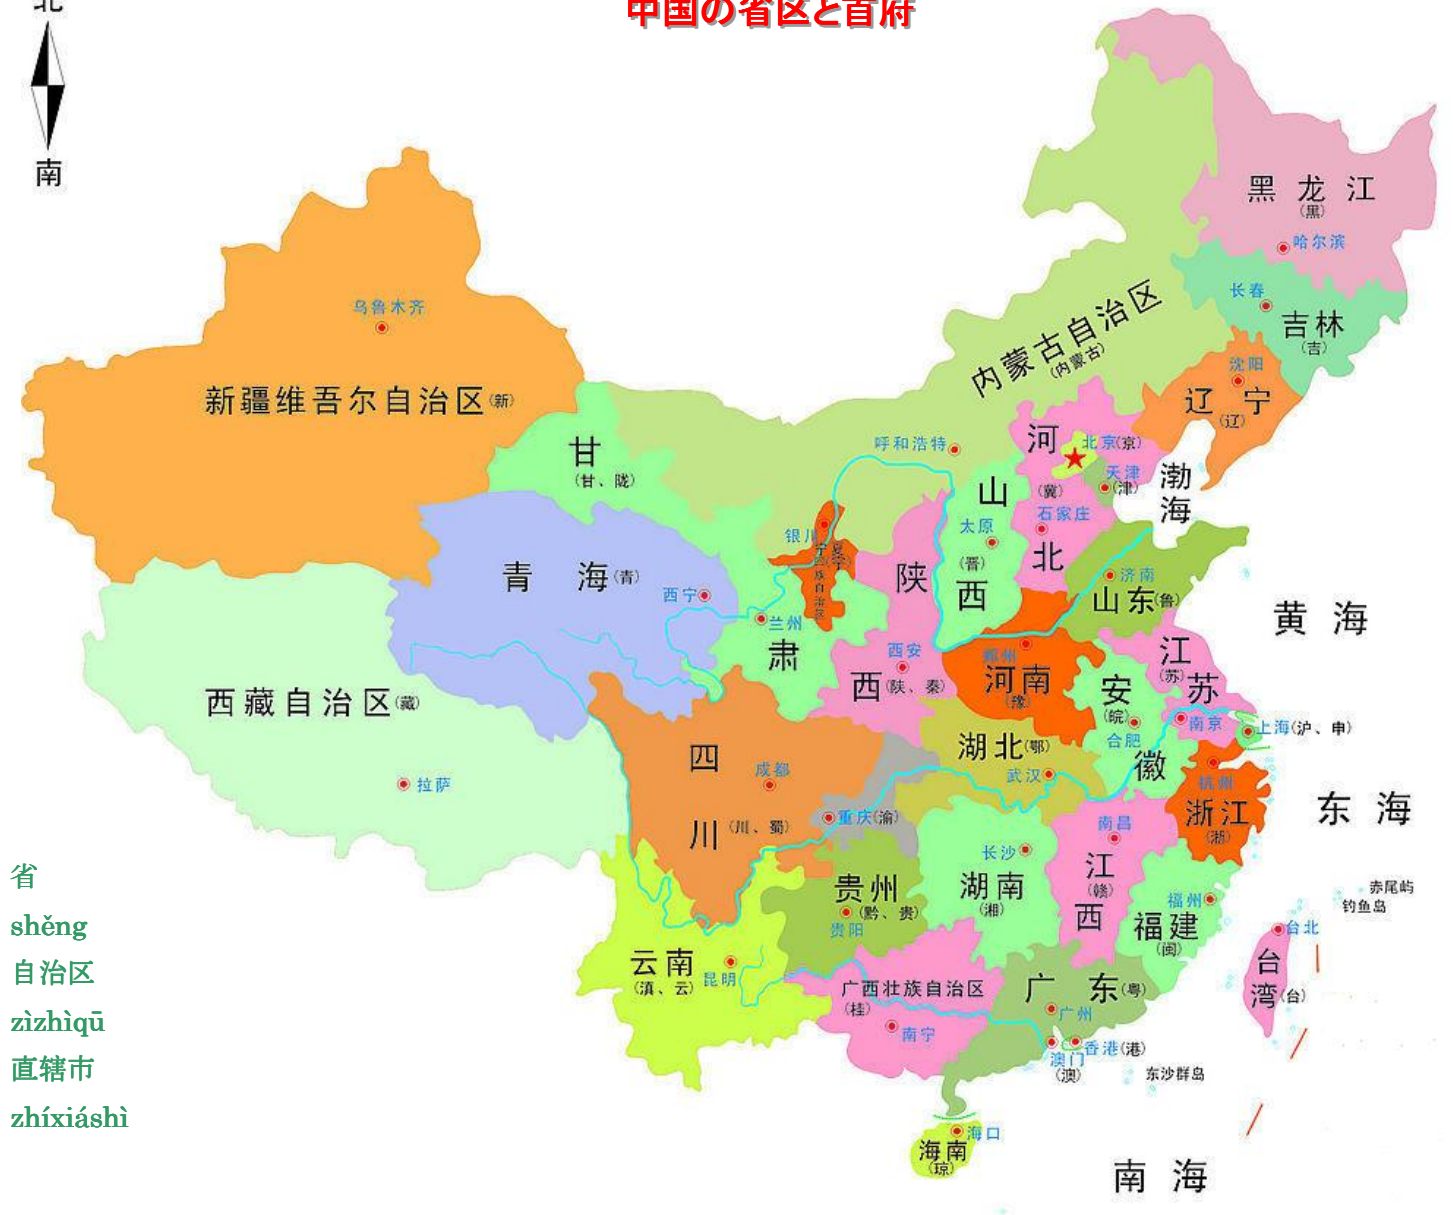 中国の省区と首府
北
南
黑龙江
(黑)
哈尔滨
长春
吉林
(吉)
沈阳
辽宁
(辽)
内蒙古自治区
(内蒙古)
呼和浩特
乌鲁木齐
新疆维吾尔自治区(新)
甘肃
(甘、陇)
兰州
青海(青)
西宁
银川
宁夏回族自治区
(宁)
河北
(冀)
石家庄
北京(京)
天津
(津)
渤海
山西
(晋)
太原
陕西(陕、秦)
西安
济南
山东(鲁)
黄海
郑州
河南
(豫)
江苏
(苏)
南京
安徽
(皖)
合肥
上海(沪、申)
西藏自治区(藏)
拉萨
四川(川、蜀)
成都
重庆(渝)
湖北(鄂)
武汉
杭州
浙江
(浙)
东海
南昌
江西
(赣)
长沙
湖南
(湘)
贵州
(黔、贵)
贵阳
福州
福建
(闽)
赤尾屿
钓鱼岛
台北
台湾(台)
云南
(滇、云)
昆明
广西壮族自治区
(桂)
南宁
广东(粤)
广州
香港(港)
澳门
(澳)
东沙群岛
海口
海南
(琼)
南海
省
shěng
自治区
zìzhìqū
直辖市
zhíxiáshì